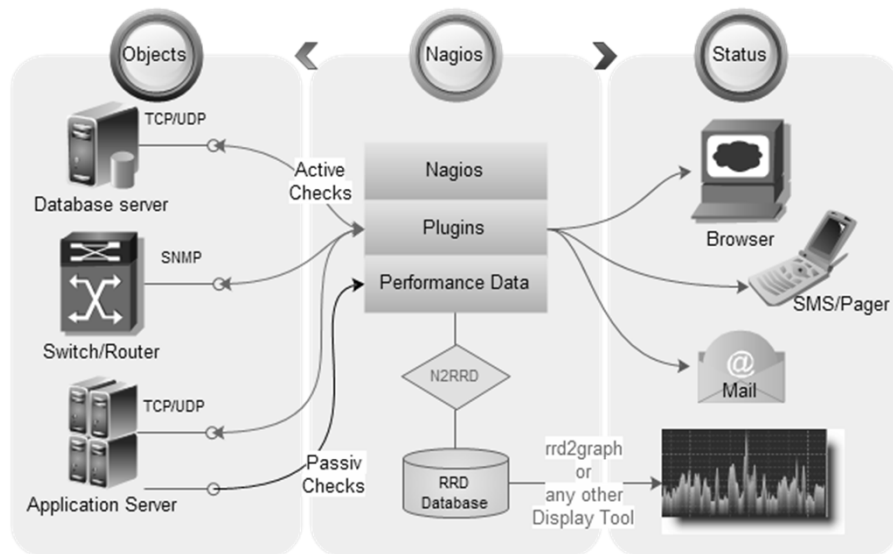 Objects
Nagios
Status
TCP/UDP
Database server
SNMP
Switch/Router
TCP/UDP
Application Server
Active
Checks
Passiv
Checks
Nagios
Plugins
Performance Data
N2RRD
RRD
Database
rrd2graph
or
any other
Display Tool
Browser
SMS/Pager
@
Mail